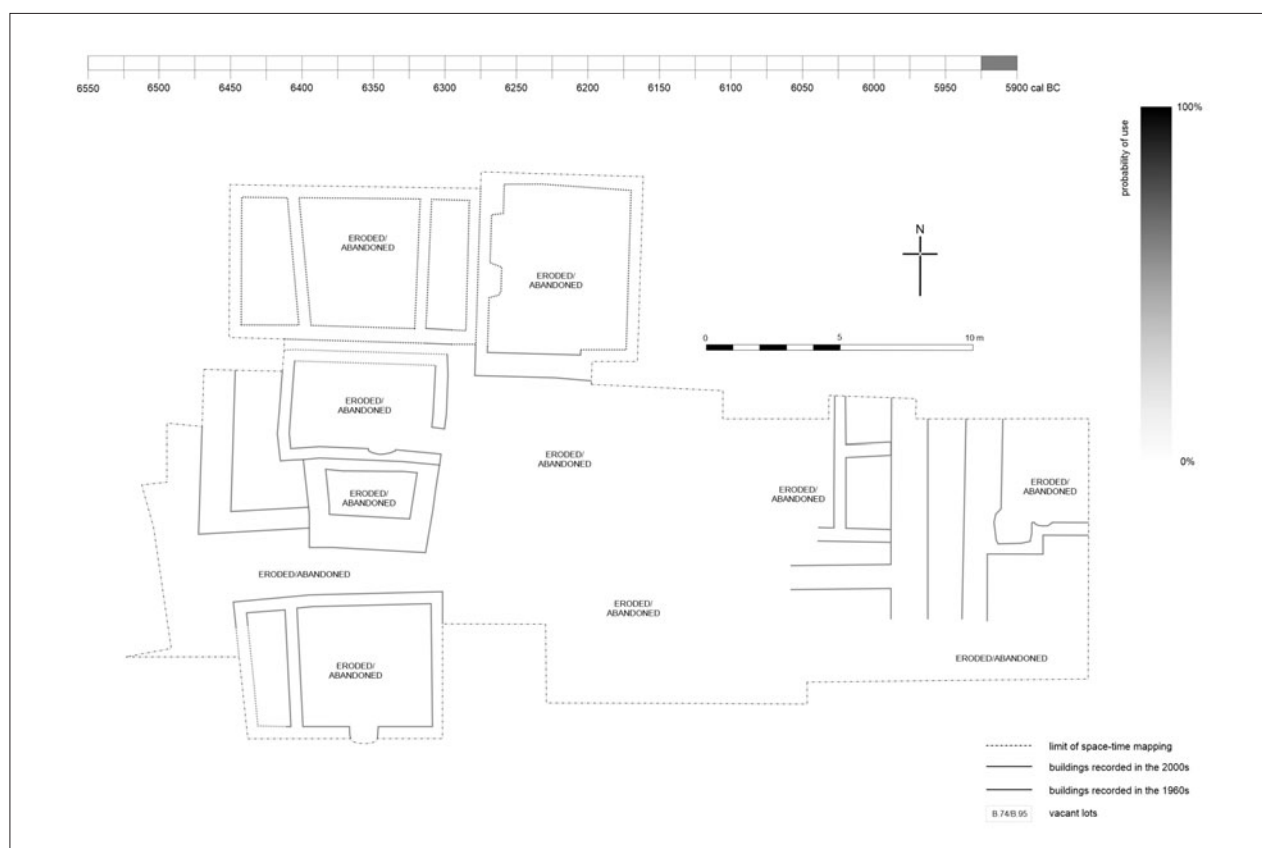 6550 6500 6450 6400 6350 6300 6250 6200 6150 6100 6050 6000 5950 5900 cal BC
100%
probability of use
0%
N
0 5 10 m
ERODED/
ABANDONED
ERODED/
ABANDONED
ERODED/
ABANDONED
ERODED/
ABANDONED
ERODED/
ABANDONED
ERODED/
ABANDONED
ERODED/
ABANDONED
ERODED/ABANDONED
ERODED/
ABANDONED
ERODED/
ABANDONED
ERODED/ABANDONED
limit of space-time mapping
buildings recorded in the 2000s
buildings recorded in the 1960s
B.74/B.95 vacant lots